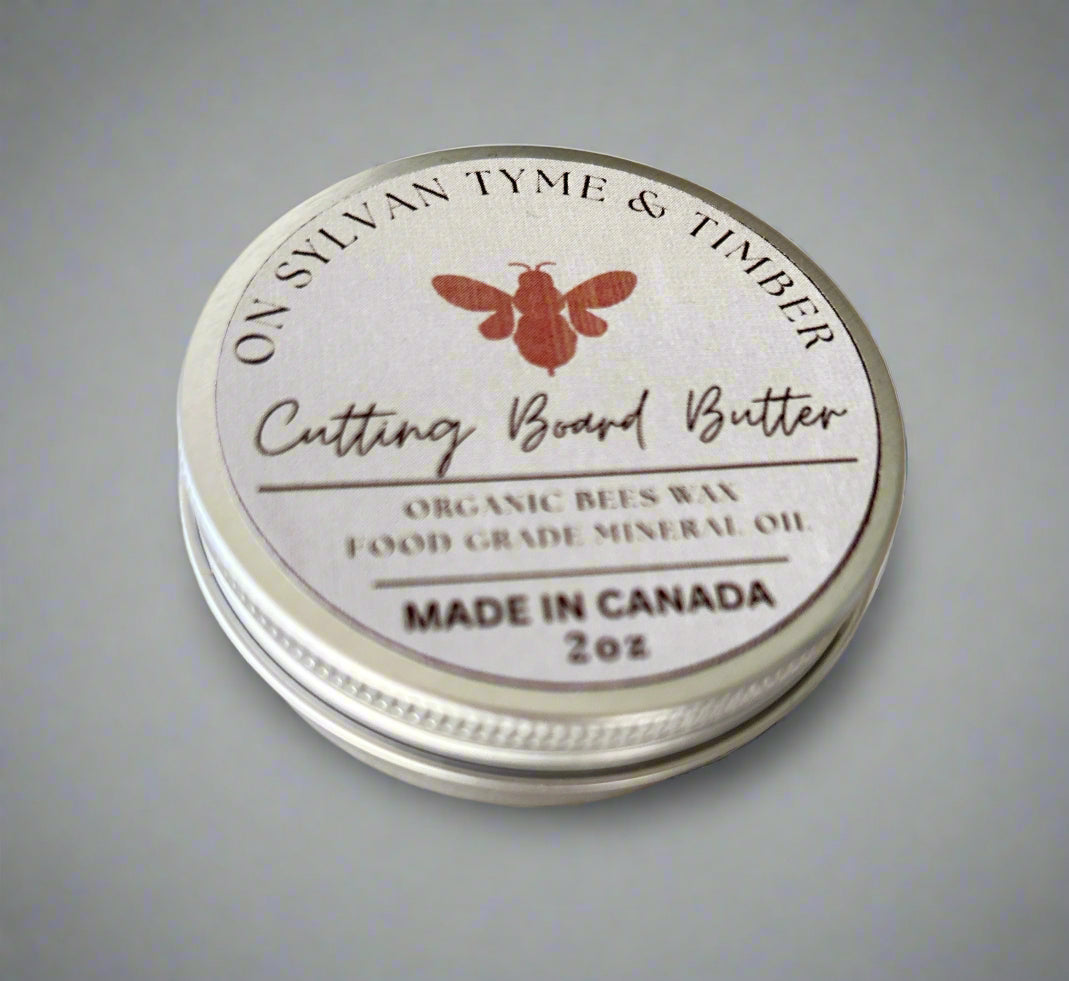 ON SYLVAN TYME & TIMBER
Cutting Board Butter
ORGANIC BEES WAX
FOOD GRADE MINERAL OIL
MADE IN CANADA
2oz